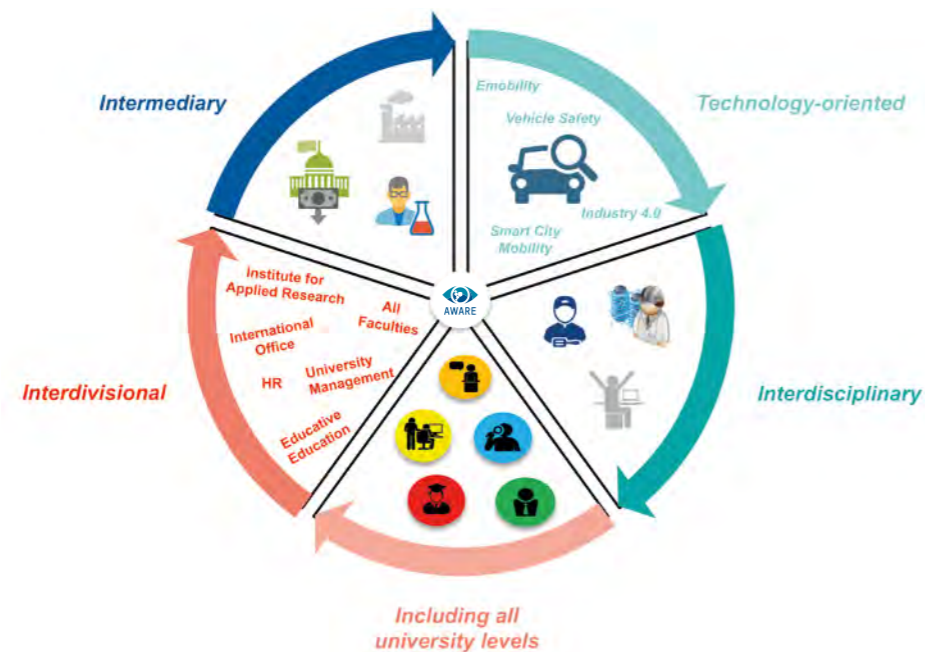 Intermediary
Technology-oriented
Emobility
Vehicle Safety
Industry 4.0
Smart City
Mobility
AWARE
Interdisciplinary
Including all
university levels
Interdivisional
Institute for
Applied Research
All
Faculties
International
Office
HR
University
Management
Educative
Education